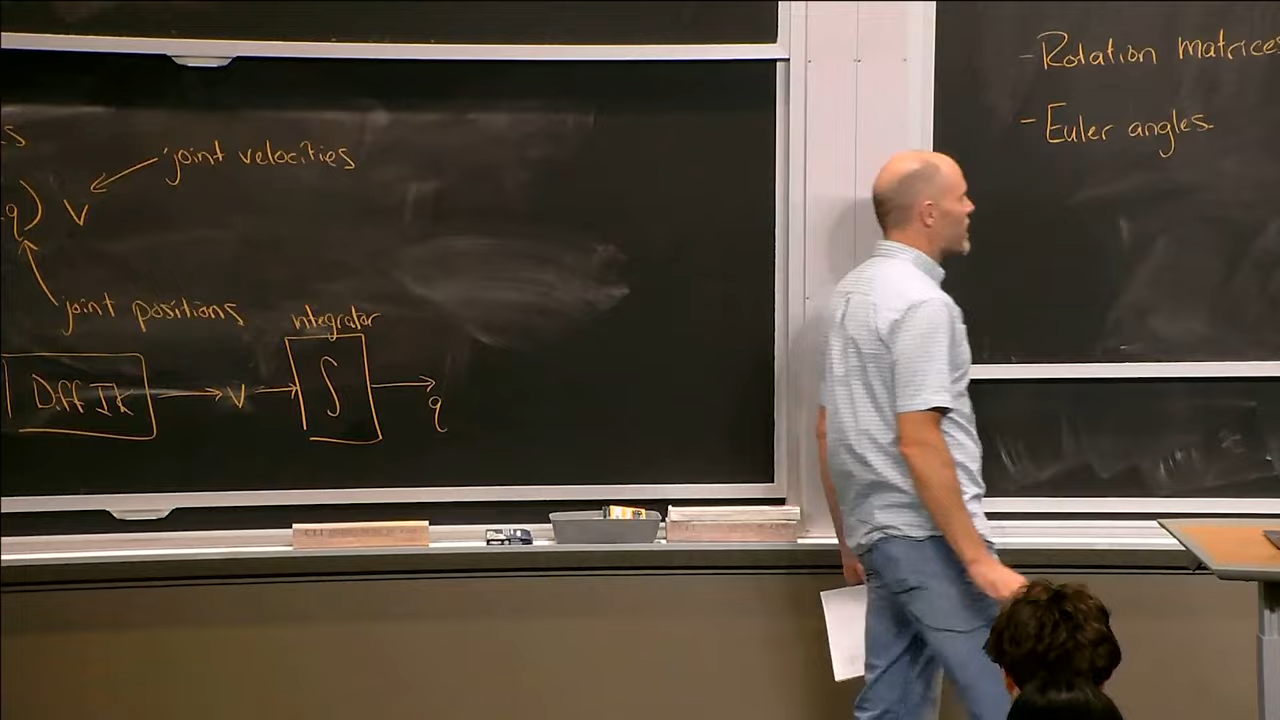 s
joint velocities
q) v
joint positions
integrator
Diff IK → v → ∫ → q
- Rotation matrices
- Euler angles